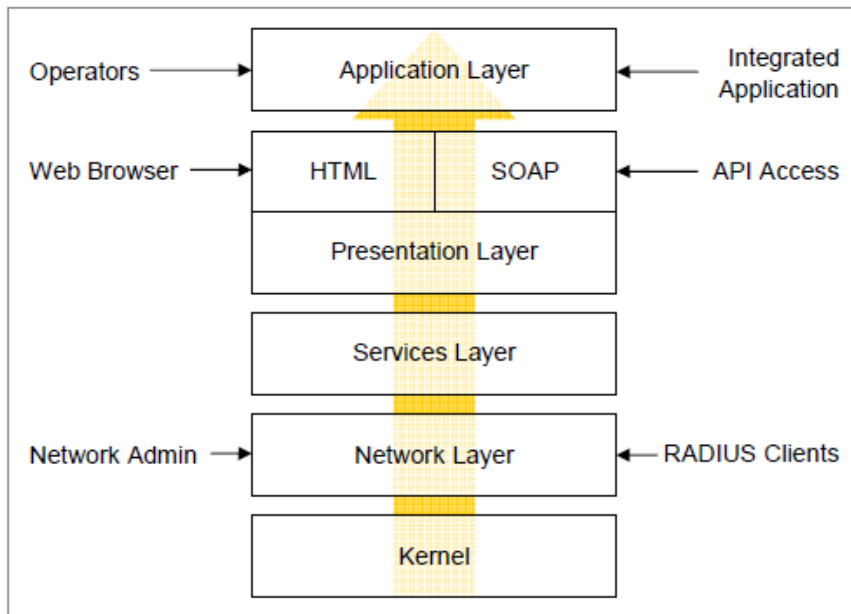 Operators
Application Layer
Integrated
Application
Web Browser
HTML
SOAP
API Access
Presentation Layer
Services Layer
Network Admin
Network Layer
RADIUS Clients
Kernel